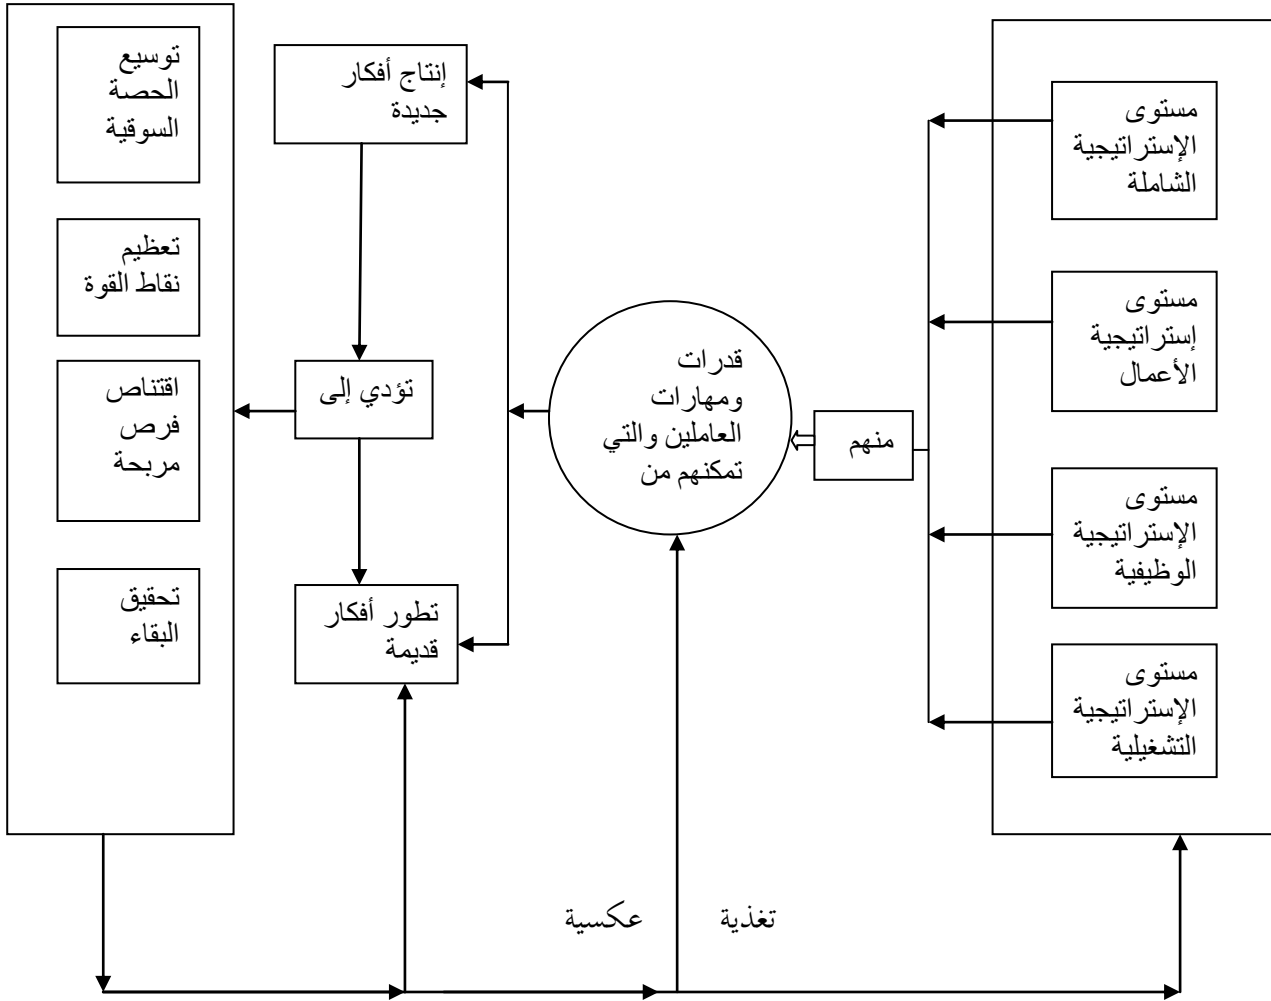 مستوى
الإستراتيجية
الشاملة
مستوى
إستراتيجية
الأعمال
مستوى
الإستراتيجية
الوظيفية
مستوى
الإستراتيجية
التشغيلية
منهم
قدرات
ومهارات
العاملين والتي
تمكنهم من
إنتاج أفكار
جديدة
تؤدي إلى
تطور أفكار
قديمة
توسيع
الحصة
السوقية
تعظيم
نقاط القوة
اقتناص
فرص
مربحة
تحقيق
البقاء
تغذية عكسية